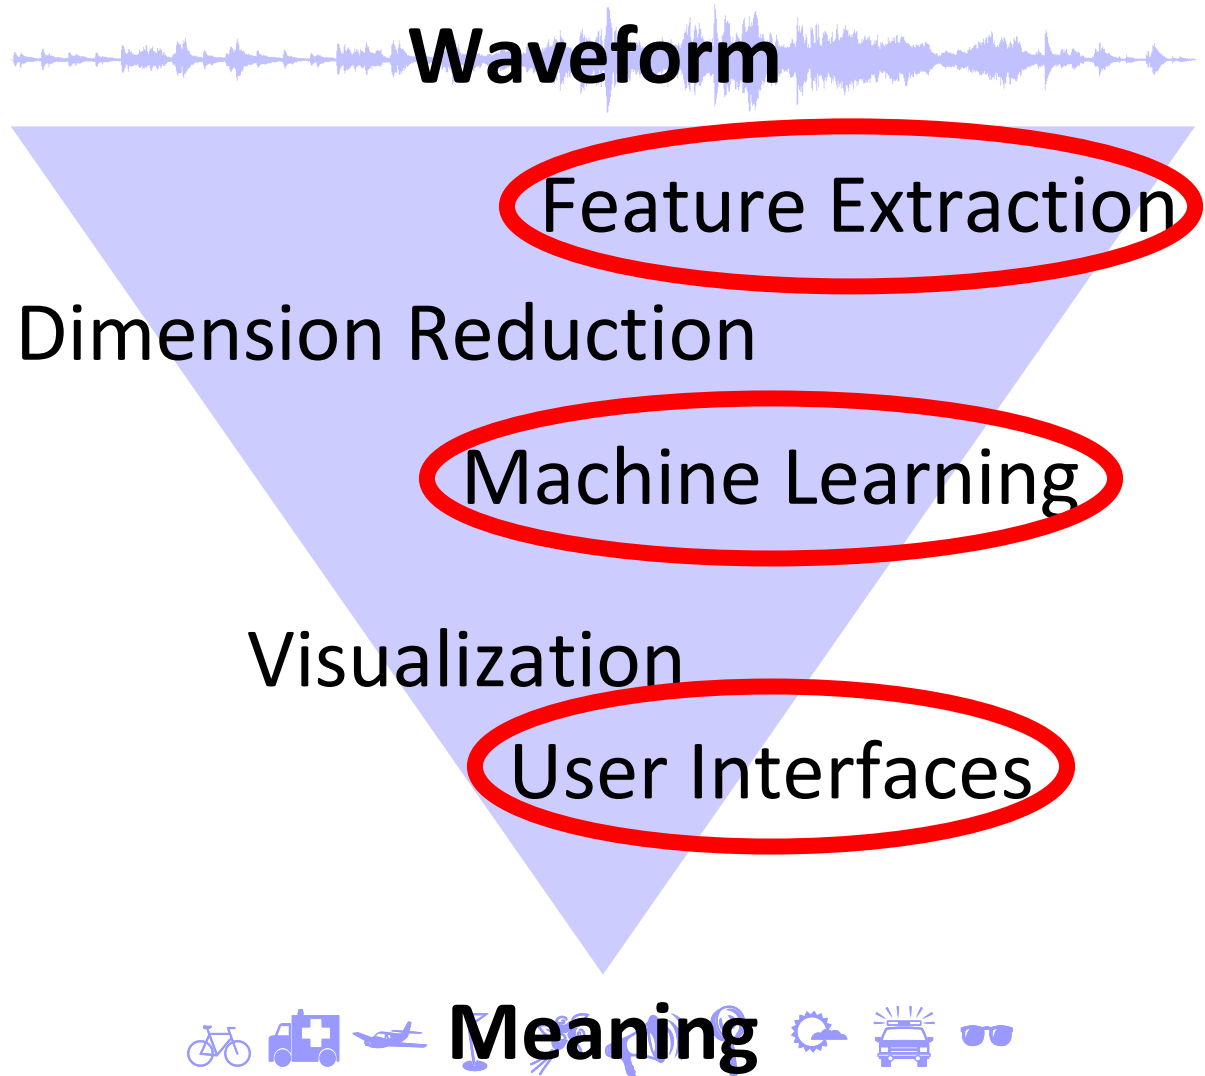 Waveform
Feature Extraction
Dimension Reduction
Machine Learning
Visualization
User Interfaces
Meaning